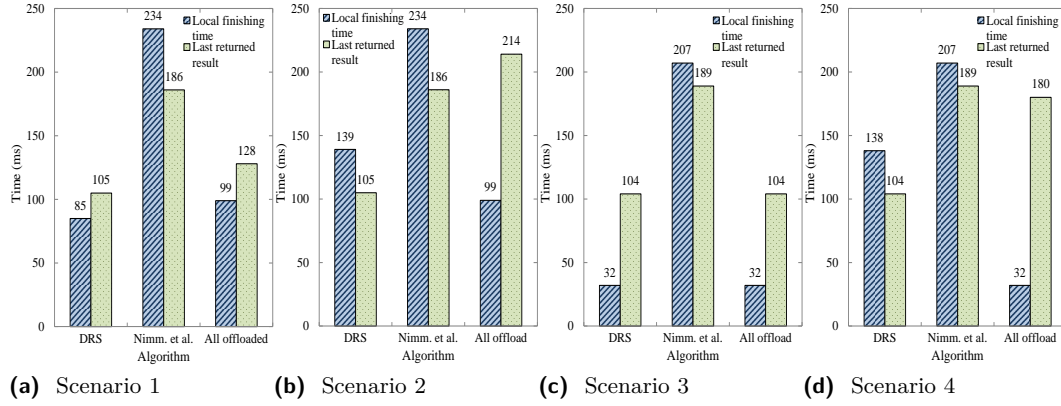 250
200
150
100
50
0
Time (ms)
Local finishing
time
Last returned
result
85
105
234
186
99
128
DRS
Nimm. et al.
All offloaded
Algorithm
(a) Scenario 1
250
200
150
100
50
0
Time (ms)
Local finishing
time
Last returned
result
139
105
234
186
99
214
DRS
Nimm. et al.
All offload
Algorithm
(b) Scenario 2
250
200
150
100
50
0
Time (ms)
Local finishing
time
Last returned
result
32
104
207
189
32
104
DRS
Nimm. et al.
All offload
Algorithm
(c) Scenario 3
250
200
150
100
50
0
Time (ms)
Local finishing
time
Last returned
result
138
104
207
189
32
180
DRS
Nimm. et al.
All offload
Algorithm
(d) Scenario 4